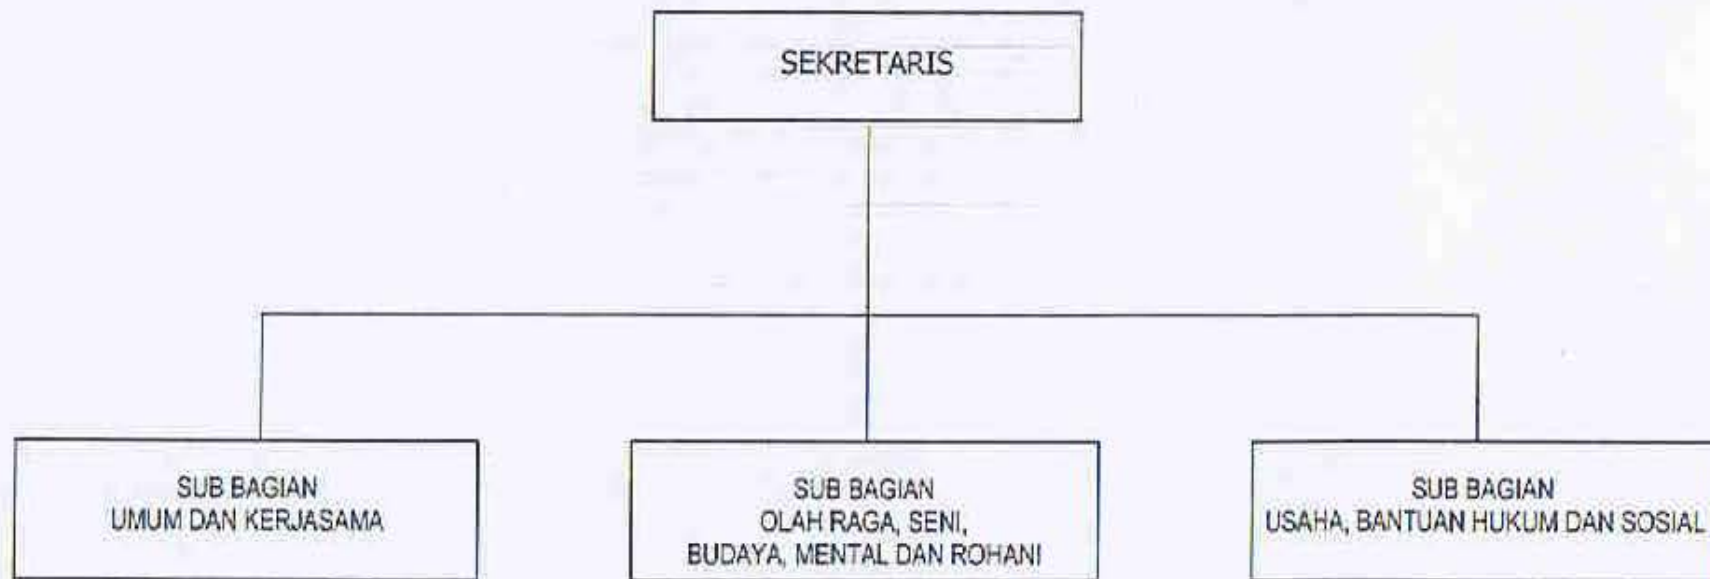 SEKRETARIS
SUB BAGIAN
UMUM DAN KERJASAMA
SUB BAGIAN
OLAH RAGA, SENI,
BUDAYA, MENTAL DAN ROHANI
SUB BAGIAN
USAHA, BANTUAN HUKUM DAN SOSIAL